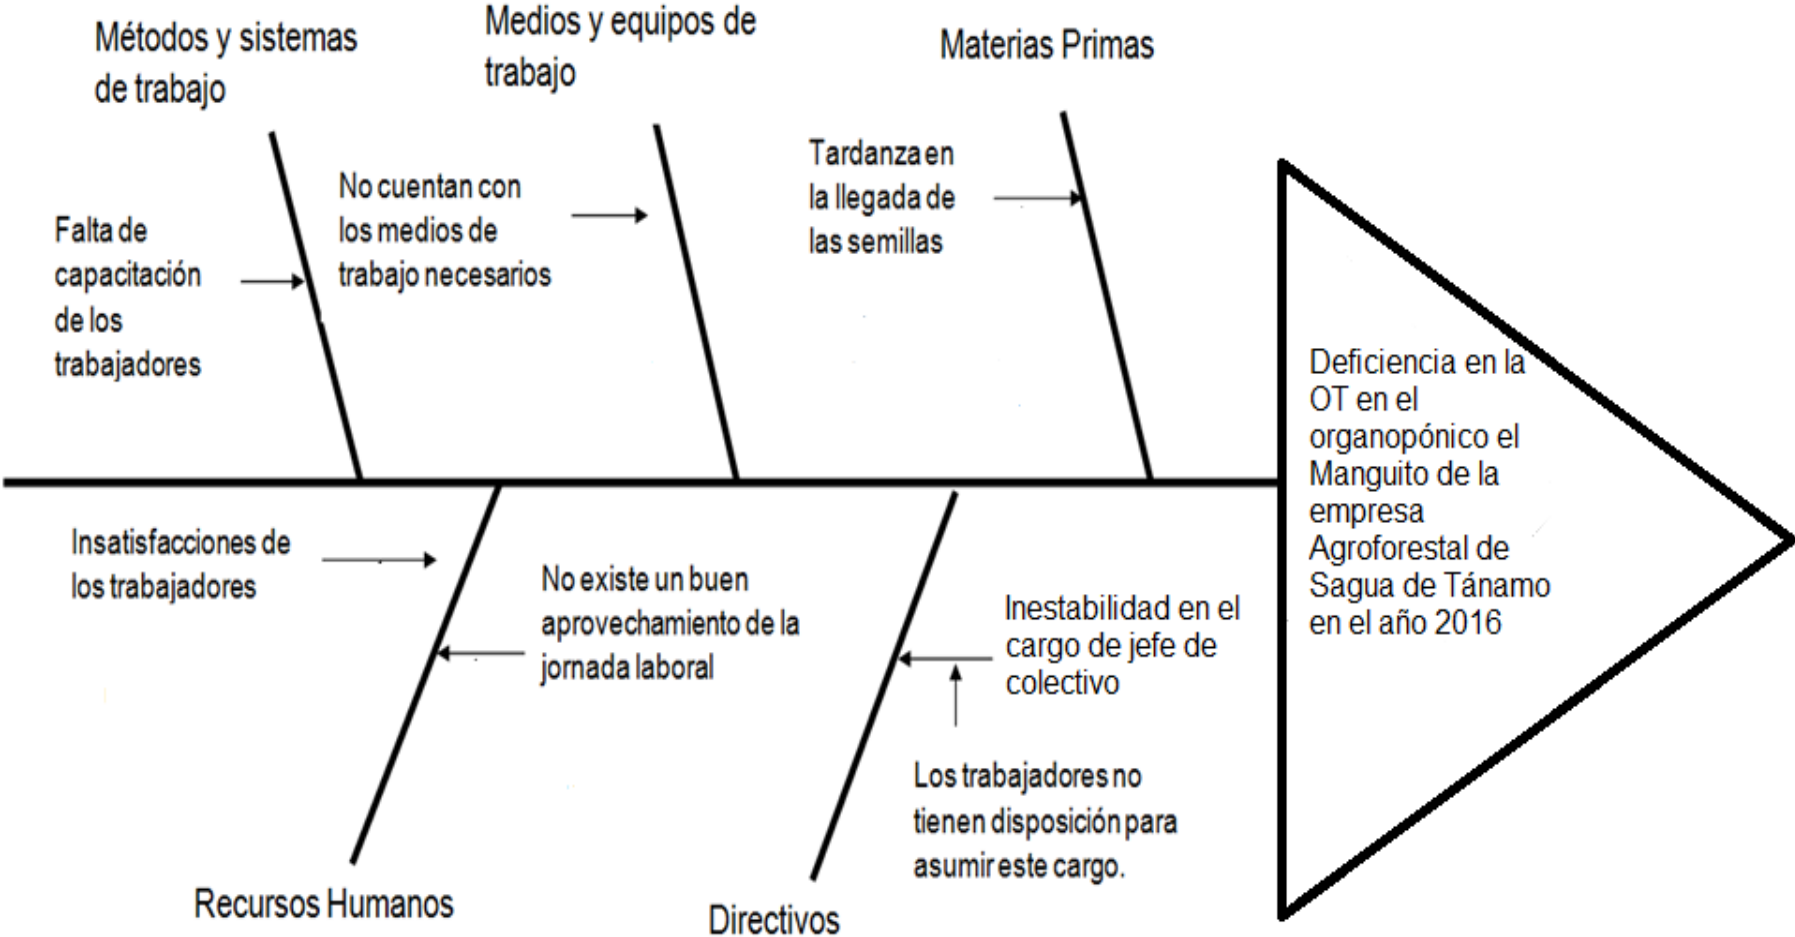 Métodos y sistemas
de trabajo
Medios y equipos de
trabajo
Materias Primas
Falta de
capacitación
de los
trabajadores
No cuentan con
los medios de
trabajo necesarios
Tardanza en
la llegada de
las semillas
Deficiencia en la
OT en el
organopónico el
Manguito de la
empresa
Agroforestal de
Sagua de Tánamo
en el año 2016
Insatisfacciones de
los trabajadores
No existe un buen
aprovechamiento de la
jornada laboral
Inestabilidad en el
cargo de jefe de
colectivo
Los trabajadores no
tienen disposición para
asumir este cargo.
Recursos Humanos
Directivos